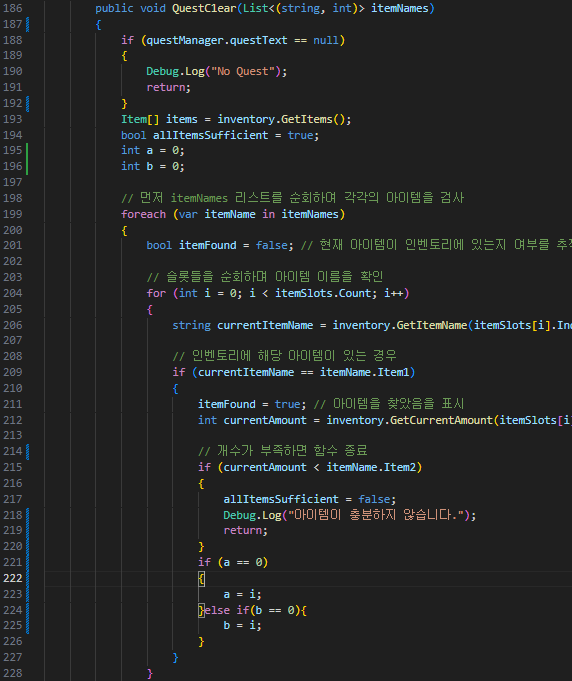 186 public void QuestC1ear(List<(string, int)> itemNames)
187 {
188 if (questManager.questText == null)
189 {
190 Debug.Log("No Quest");
191 return;
192 }
193 Item[] items = inventory.GetItems();
194 bool allItemsSufficient = true;
195 int a = 0;
196 int b = 0;
197
198 // 먼저 itemNames 리스트를 순회하여 각각의 아이템을 검사
199 foreach (var itemName in itemNames)
200 {
201 bool itemFound = false; // 현재 아이템이 인벤토리에 있는지 여부를
202
203 // 슬롯들을 순회하며 아이템 이름을 확인
204 for (int i = 0; i < itemSlots.Count; i++)
205 {
206 string currentItemName = inventory.GetItemName(itemSlots[i].Ind
207
208 // 인벤토리에 해당 아이템이 있는 경우
209 if (currentItemName == itemName.Item1)
210 {
211 itemFound = true; // 아이템을 찾았음을 표시
212 int currentAmount = inventory.GetCurrentAmount(itemSlots[i
213
214 // 개수가 부족하면 함수 종료
215 if (currentAmount < itemName.Item2)
216 {
217 allItemsSufficient = false;
218 Debug.Log("아이템이 충분하지 않습니다.");
219 return;
220 }
221 if (a == 0)
222 {
223 a = i;
224 }else if(b == 0){
225 b = i;
226 }
227 }
228 }